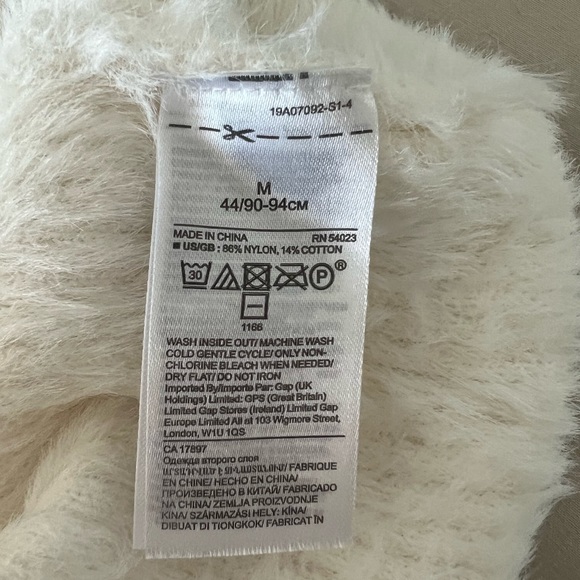 19A07092-S1-4
M
44/90-94CM
MADE IN CHINA RN 54023
■ US/GB : 86% NYLON, 14% COTTON
30 P ®
1166
WASH INSIDE OUT/ MACHINE WASH
COLD GENTLE CYCLE/ ONLY NON-
CHLORINE BLEACH WHEN NEEDED/
DRY FLAT/ DO NOT IRON
Imported By/Importe Par: Gap (UK
Holdings) Limited: GPS (Great Britain)
Limited Gap Stores (Ireland) Limited Gap
Europe Limited All at 103 Wigmore Street,
London, W1U 1QS
CA 17897
Одежда второго слоя
FABRIQUE
EN CHINE/ HECHO EN CHINA/
ПРОИЗВЕДЕНО В КИТАЙ/ FABRICADO
NA CHINA/ ZEMLJA PROIZVODNJE
KINA/ SZÁRMAZÁSI HELY: KÍNA/
DIBUAT DI TIONGKOK/ FABRICAT ÎN